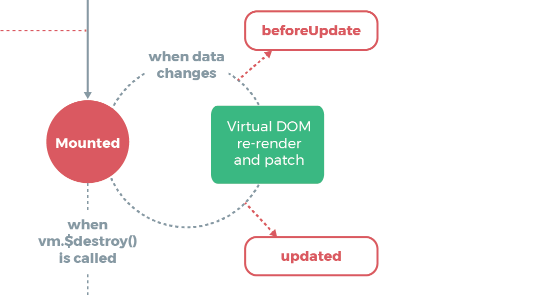 beforeUpdate
when data
changes
Virtual DOM
re-render
and patch
Mounted
when
vm.$destroy()
is called
updated